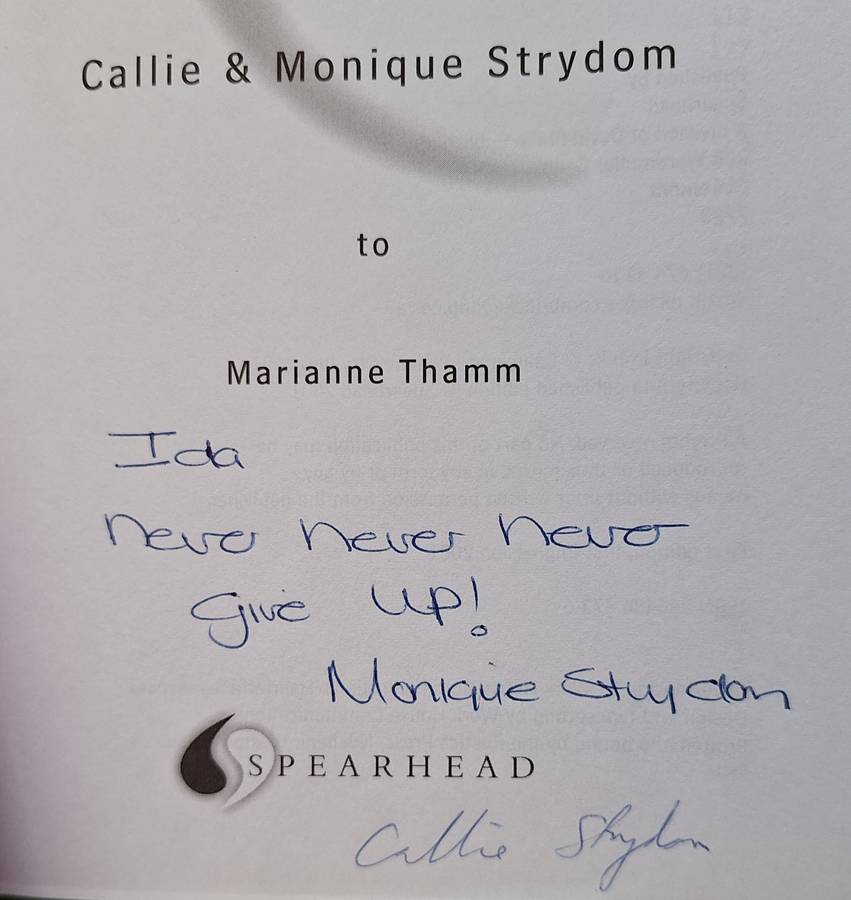 Callie & Monique Strydom
to
Marianne Thamm
Ida
never never never
give up!
Monique Strydom
SPEARHEAD
Callie Strydom